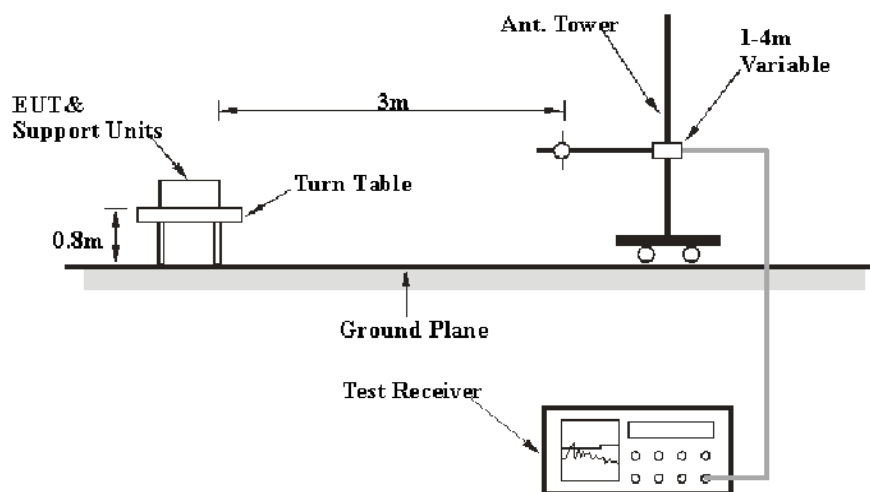 Ant. Tower
1-4m
Variable
3m
EUT &
Support Units
Turn Table
0.8m
Ground Plane
Test Receiver